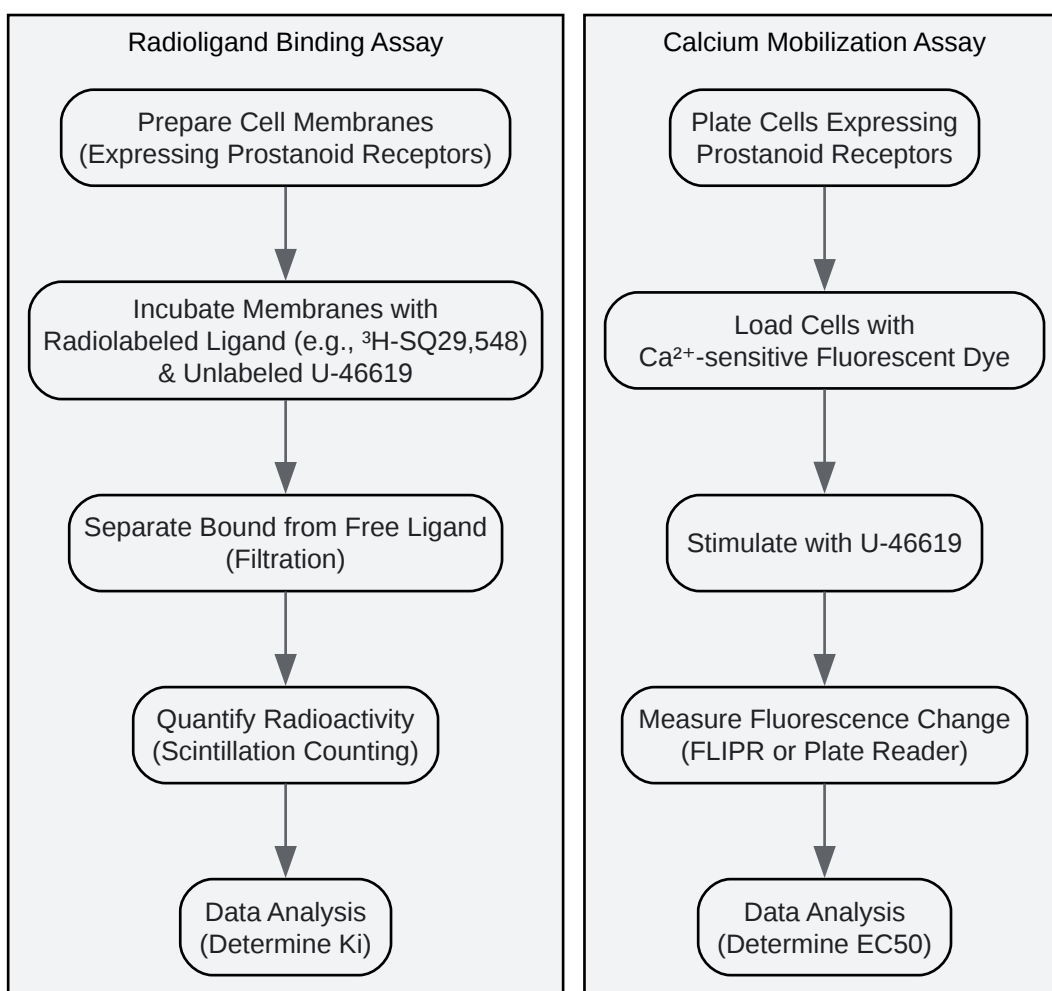 Radioligand Binding Assay
Prepare Cell Membranes
(Expressing Prostanoid Receptors)
Incubate Membranes with
Radiolabeled Ligand (e.g., ³H-SQ29,548)
& Unlabeled U-46619
Separate Bound from Free Ligand
(Filtration)
Quantify Radioactivity
(Scintillation Counting)
Data Analysis
(Determine Ki)
Calcium Mobilization Assay
Plate Cells Expressing
Prostanoid Receptors
Load Cells with
Ca²⁺-sensitive Fluorescent Dye
Stimulate with U-46619
Measure Fluorescence Change
(FLIPR or Plate Reader)
Data Analysis
(Determine EC50)